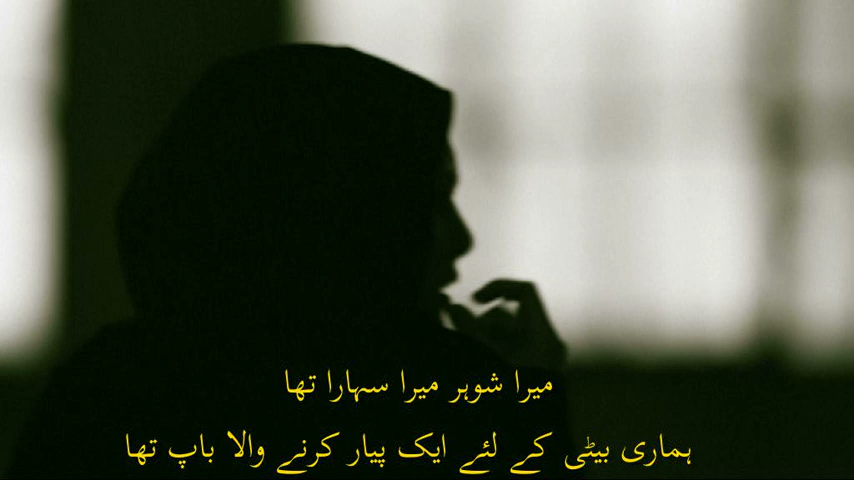 میرا شوہر میرا سہارا تھا
ہماری بیٹی کے لئے ایک پیار کرنے والا باپ تھا